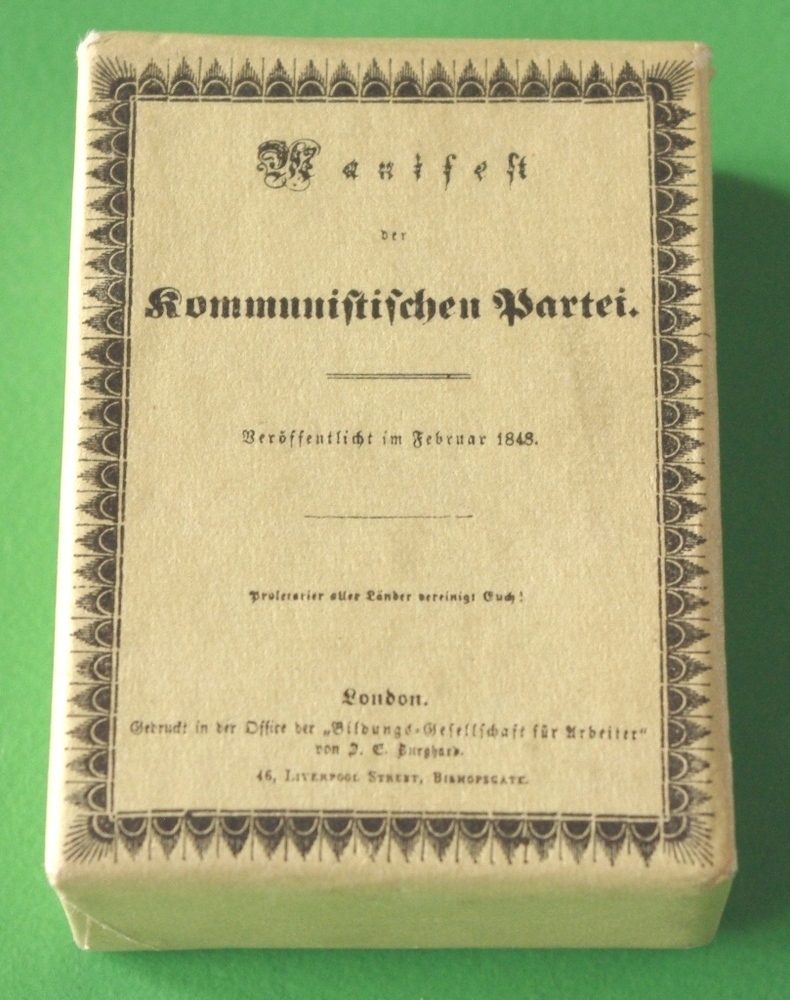 Manifest
der
Kommunistischen Partei.
Veröffentlicht im Februar 1848.
Proletarier aller Länder vereinigt Euch!
London.
Gedruckt in der Office der „Bildungs-Gesellschaft für Arbeiter“
von J. E. Burghard.
46, LIVERPOOL STREET, BISHOPSGATE.